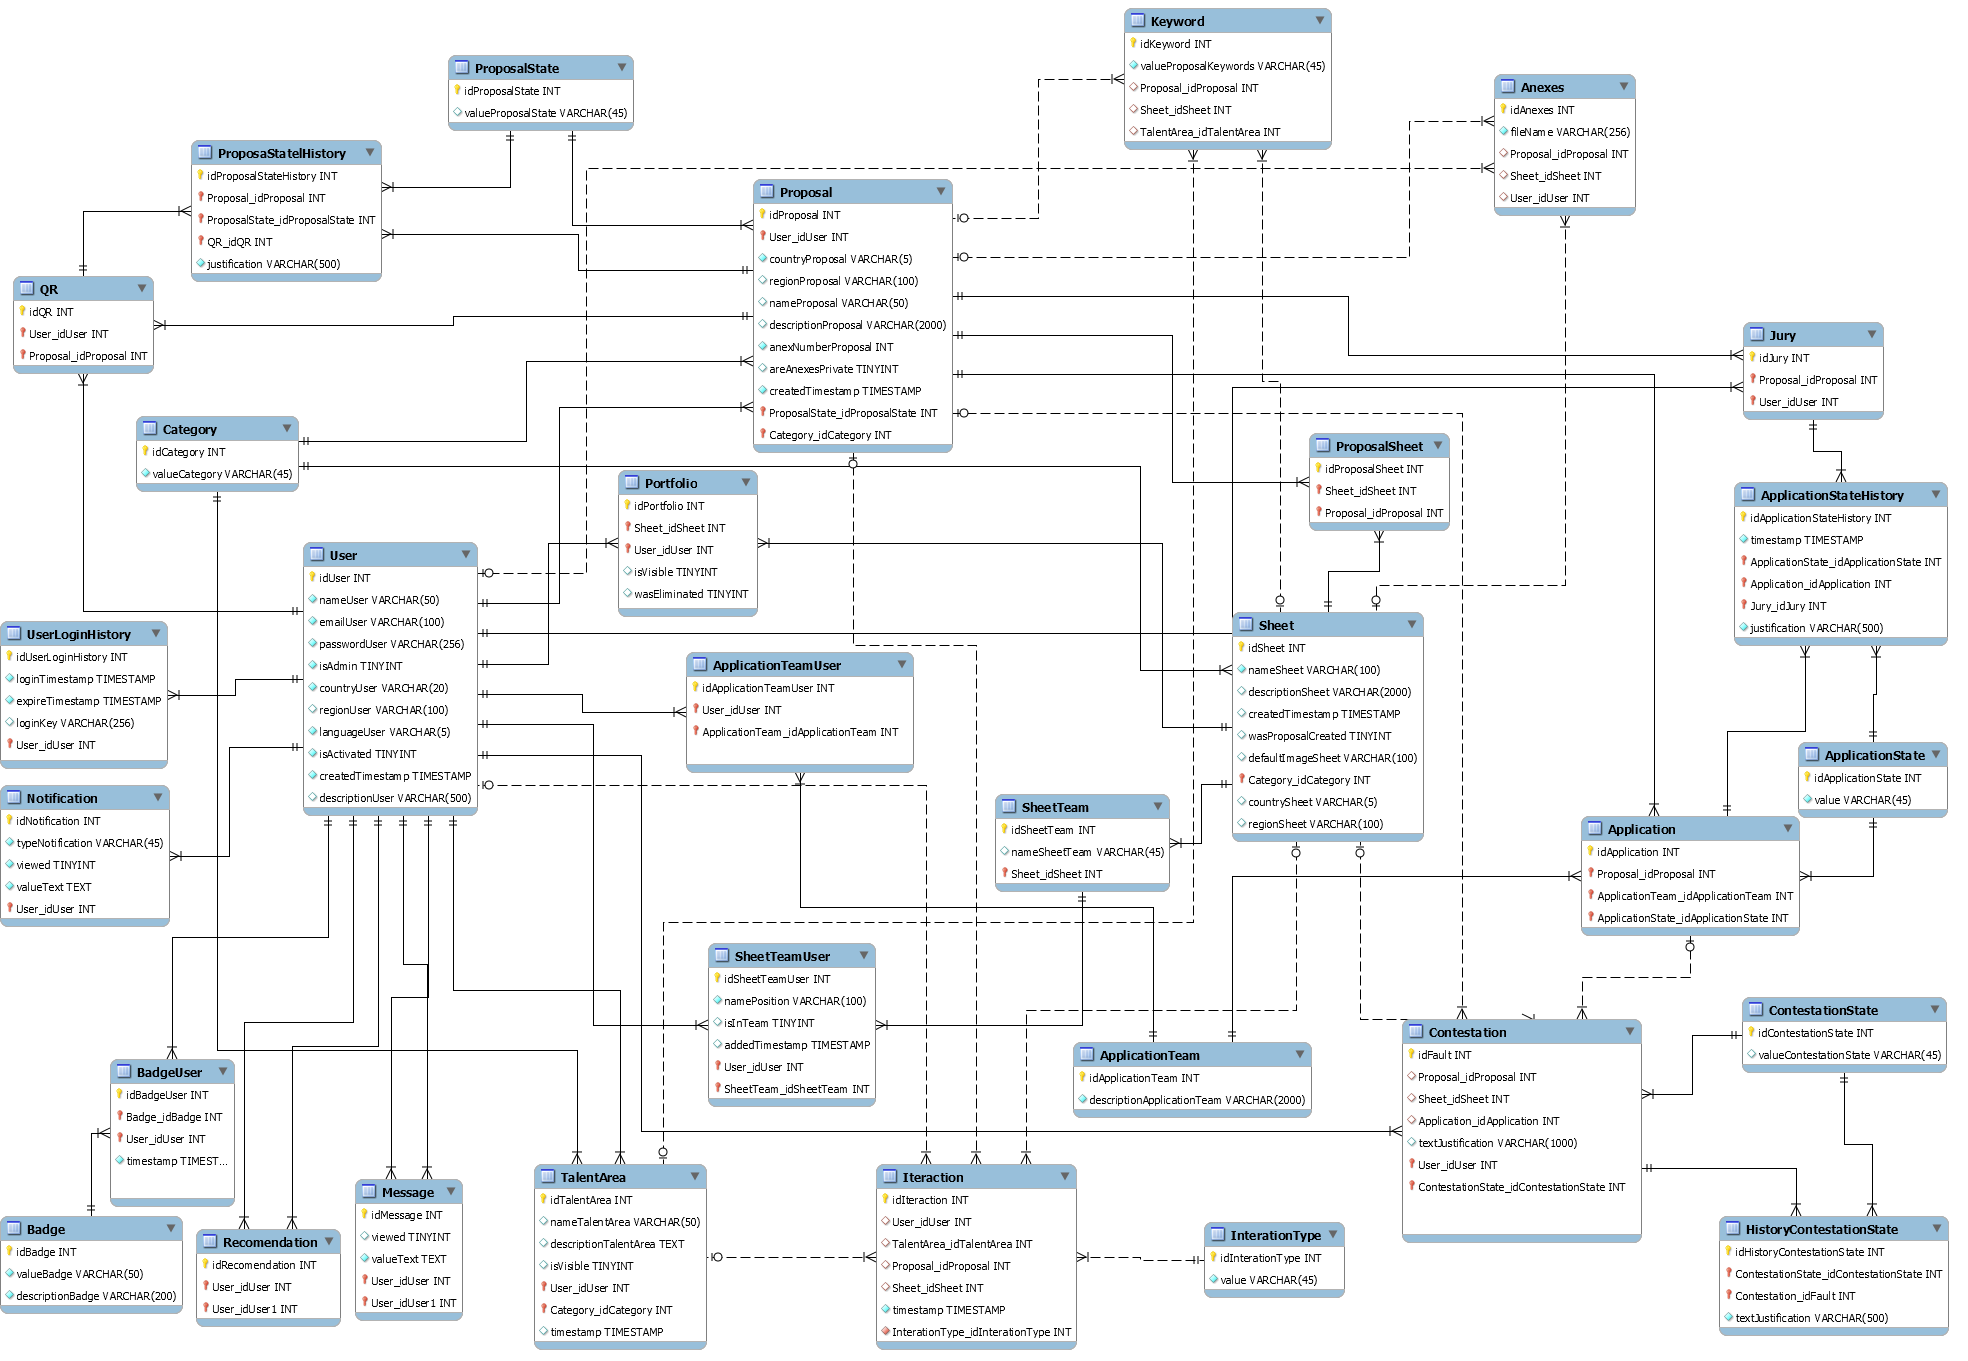 Keyword
idKeyword INT
valueProposalKeywords VARCHAR(45)
Proposal_idProposal INT
Sheet_idSheet INT
TalentArea_idTalentArea INT
ProposalState
idProposalState INT
valueProposalState VARCHAR(45)
Anexes
idAnexes INT
fileName VARCHAR(256)
Proposal_idProposal INT
Sheet_idSheet INT
User_idUser INT
ProposaStatelHistory
idProposalStateHistory INT
Proposal_idProposal INT
ProposalState_idProposalState INT
QR_idQR INT
justification VARCHAR(500)
Proposal
idProposal INT
User_idUser INT
countryProposal VARCHAR(5)
regionProposal VARCHAR(100)
nameProposal VARCHAR(50)
descriptionProposal VARCHAR(2000)
anexNumberProposal INT
areAnexesPrivate TINYINT
createdTimestamp TIMESTAMP
ProposalState_idProposalState INT
Category_idCategory INT
QR
idQR INT
User_idUser INT
Proposal_idProposal INT
Jury
idJury INT
Proposal_idProposal INT
User_idUser INT
Category
idCategory INT
valueCategory VARCHAR(45)
ProposalSheet
idProposalSheet INT
Sheet_idSheet INT
Proposal_idProposal INT
Portfolio
idPortfolio INT
Sheet_idSheet INT
User_idUser INT
isVisible TINYINT
wasEliminated TINYINT
ApplicationStateHistory
idApplicationStateHistory INT
timestamp TIMESTAMP
ApplicationState_idApplicationState INT
Application_idApplication INT
Jury_idJury INT
justification VARCHAR(500)
User
idUser INT
nameUser VARCHAR(50)
emailUser VARCHAR(100)
passwordUser VARCHAR(256)
isAdmin TINYINT
countryUser VARCHAR(20)
regionUser VARCHAR(100)
languageUser VARCHAR(5)
isActivated TINYINT
createdTimestamp TIMESTAMP
descriptionUser VARCHAR(500)
UserLoginHistory
idUserLoginHistory INT
loginTimestamp TIMESTAMP
expireTimestamp TIMESTAMP
loginKey VARCHAR(256)
User_idUser INT
Sheet
idSheet INT
nameSheet VARCHAR(100)
descriptionSheet VARCHAR(2000)
createdTimestamp TIMESTAMP
wasProposalCreated TINYINT
defaultImageSheet VARCHAR(100)
Category_idCategory INT
countrySheet VARCHAR(5)
regionSheet VARCHAR(100)
ApplicationTeamUser
idApplicationTeamUser INT
User_idUser INT
ApplicationTeam_idApplicationTeam INT
ApplicationState
idApplicationState INT
value VARCHAR(45)
Notification
idNotification INT
typeNotification VARCHAR(45)
viewed TINYINT
valueText TEXT
User_idUser INT
SheetTeam
idSheetTeam INT
nameSheetTeam VARCHAR(45)
Sheet_idSheet INT
Application
idApplication INT
Proposal_idProposal INT
ApplicationTeam_idApplicationTeam INT
ApplicationState_idApplicationState INT
SheetTeamUser
idSheetTeamUser INT
namePosition VARCHAR(100)
isInTeam TINYINT
addedTimestamp TIMESTAMP
User_idUser INT
SheetTeam_idSheetTeam INT
ContestationState
idContestationState INT
valueContestationState VARCHAR(45)
Contestation
idFault INT
Proposal_idProposal INT
Sheet_idSheet INT
Application_idApplication INT
textJustification VARCHAR(1000)
User_idUser INT
ContestationState_idContestationState INT
ApplicationTeam
idApplicationTeam INT
descriptionApplicationTeam VARCHAR(2000)
BadgeUser
idBadgeUser INT
Badge_idBadge INT
User_idUser INT
timestamp TIMEST...
TalentArea
idTalentArea INT
nameTalentArea VARCHAR(50)
descriptionTalentArea TEXT
isVisible TINYINT
User_idUser INT
Category_idCategory INT
timestamp TIMESTAMP
Iteraction
idIteraction INT
User_idUser INT
TalentArea_idTalentArea INT
Proposal_idProposal INT
Sheet_idSheet INT
timestamp TIMESTAMP
InterationType_idInterationType INT
Message
idMessage INT
viewed TINYINT
valueText TEXT
User_idUser INT
User_idUser1 INT
Badge
idBadge INT
valueBadge VARCHAR(50)
descriptionBadge VARCHAR(200)
Recomendation
idRecomendation INT
User_idUser INT
User_idUser1 INT
InterationType
idInterationType INT
value VARCHAR(45)
HistoryContestationState
idHistoryContestationState INT
ContestationState_idContestationState INT
Contestation_idFault INT
textJustification VARCHAR(500)